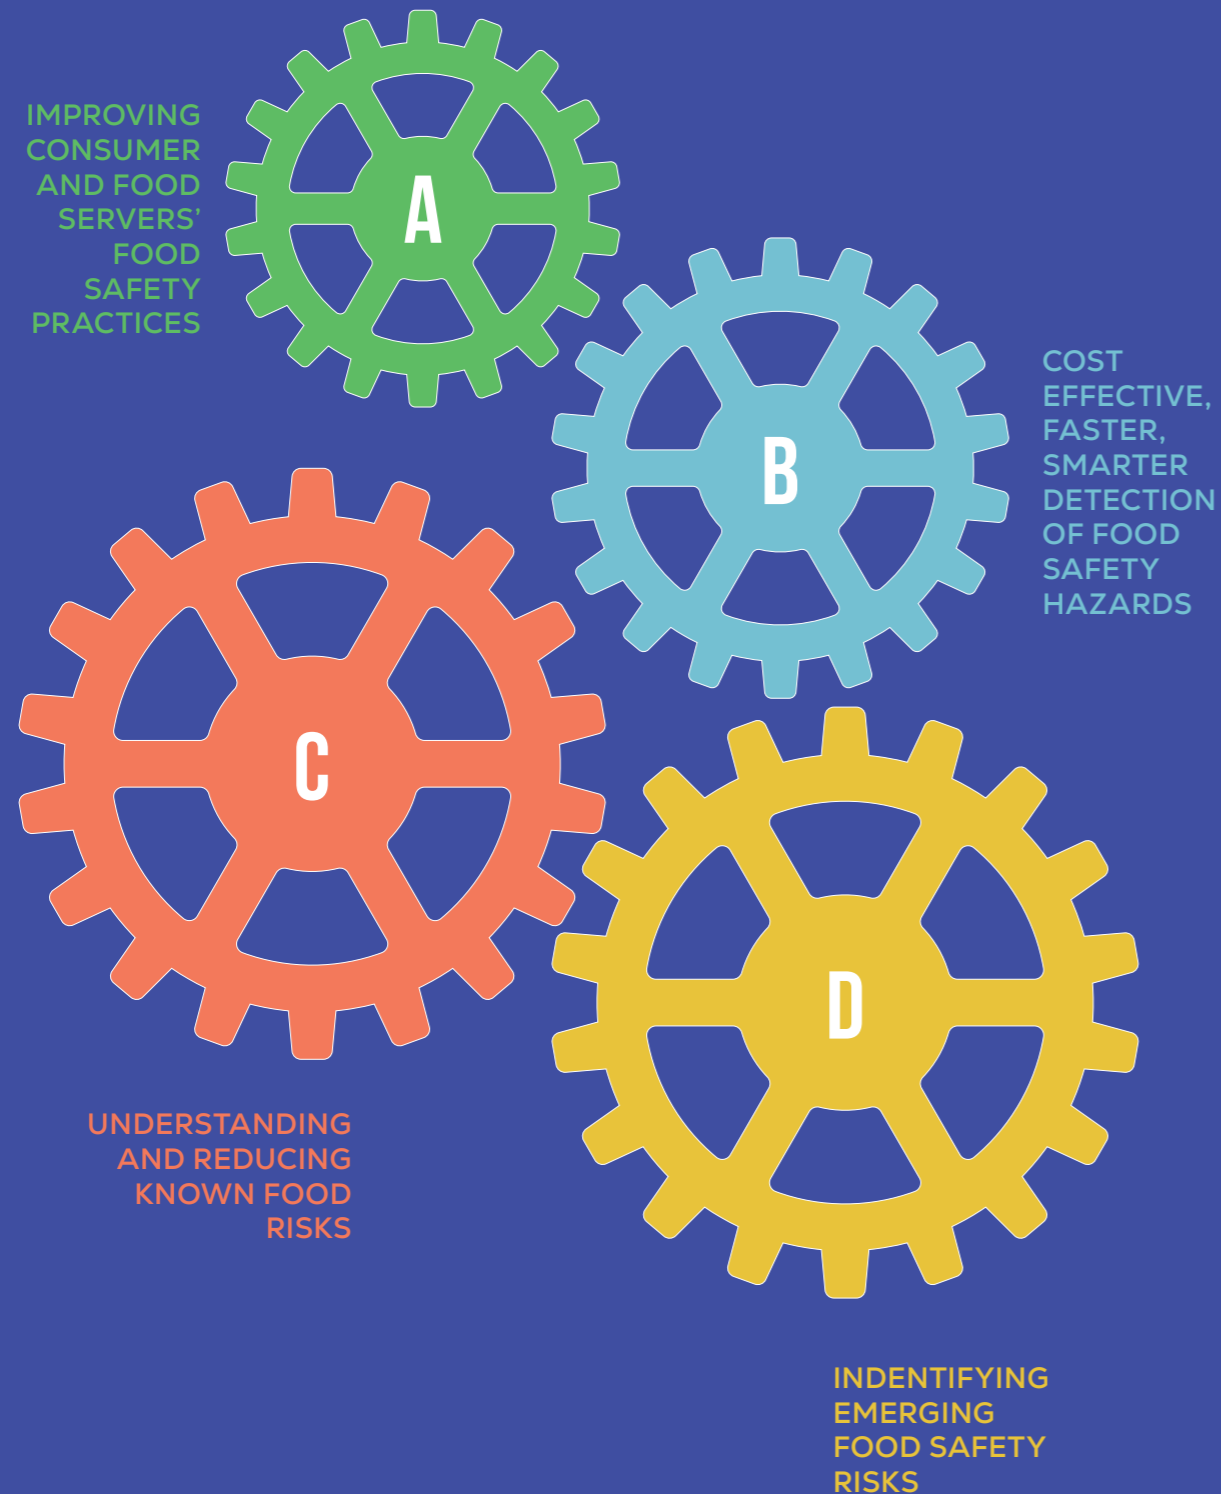 A
IMPROVING
CONSUMER
AND FOOD
SERVERS’
FOOD
SAFETY
PRACTICES
B
COST
EFFECTIVE,
FASTER,
SMARTER
DETECTION
OF FOOD
SAFETY
HAZARDS
C
UNDERSTANDING
AND REDUCING
KNOWN FOOD
RISKS
D
INDENTIFYING
EMERGING
FOOD SAFETY
RISKS